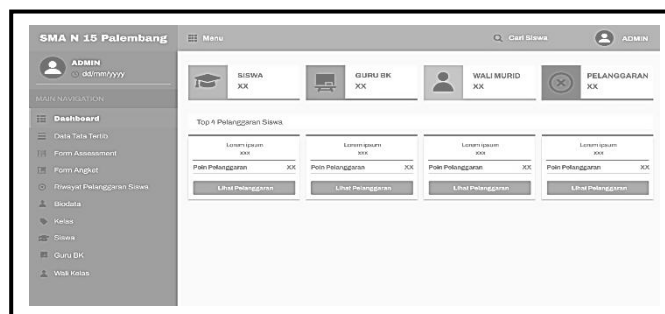 SMA N 15 Palembang
Menu
Cari Siswa
ADMIN
ADMIN
dd/mm/yyyy
MAIN NAVIGATION
Dashboard
Data Tata Tertib
Form Assessment
Form Angket
Riwayat Pelanggaran Siswa
Biodata
Kelas
Siswa
Guru BK
Wali Kelas
SISWA
XX
GURU BK
XX
WALI MURID
XX
PELANGGARAN
XX
Top 4 Pelanggaran Siswa
Lorem ipsum
xxx
Poin Pelanggaran XX
Lihat Pelanggaran
Lorem ipsum
xxx
Poin Pelanggaran XX
Lihat Pelanggaran
Lorem ipsum
xxx
Poin Pelanggaran XX
Lihat Pelanggaran
Lorem ipsum
xxx
Poin Pelanggaran XX
Lihat Pelanggaran